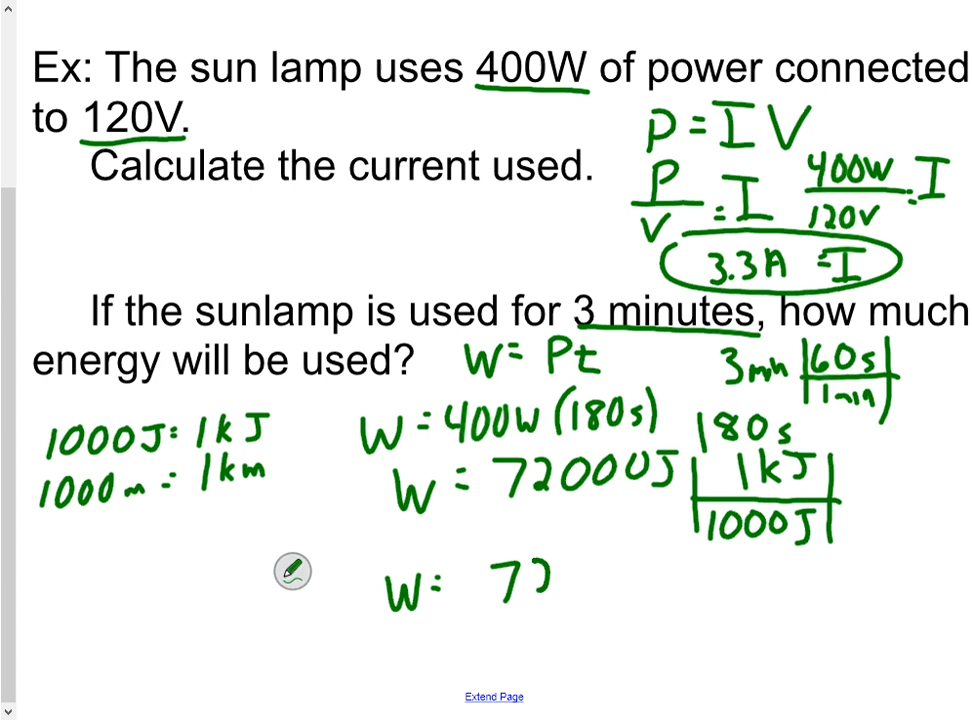 Ex: The sun lamp uses 400W of power connected
to 120V.
P = IV
Calculate the current used.
P/V = I
400W/120V = I
3.3A = I
If the sunlamp is used for 3 minutes, how much
energy will be used?
W = Pt
3min |60s|/1min
180s
W = 400W (180s)
1000J = 1kJ
1000m = 1km
W = 72000J |1kJ|/|1000J|
W = 7
Extend Page